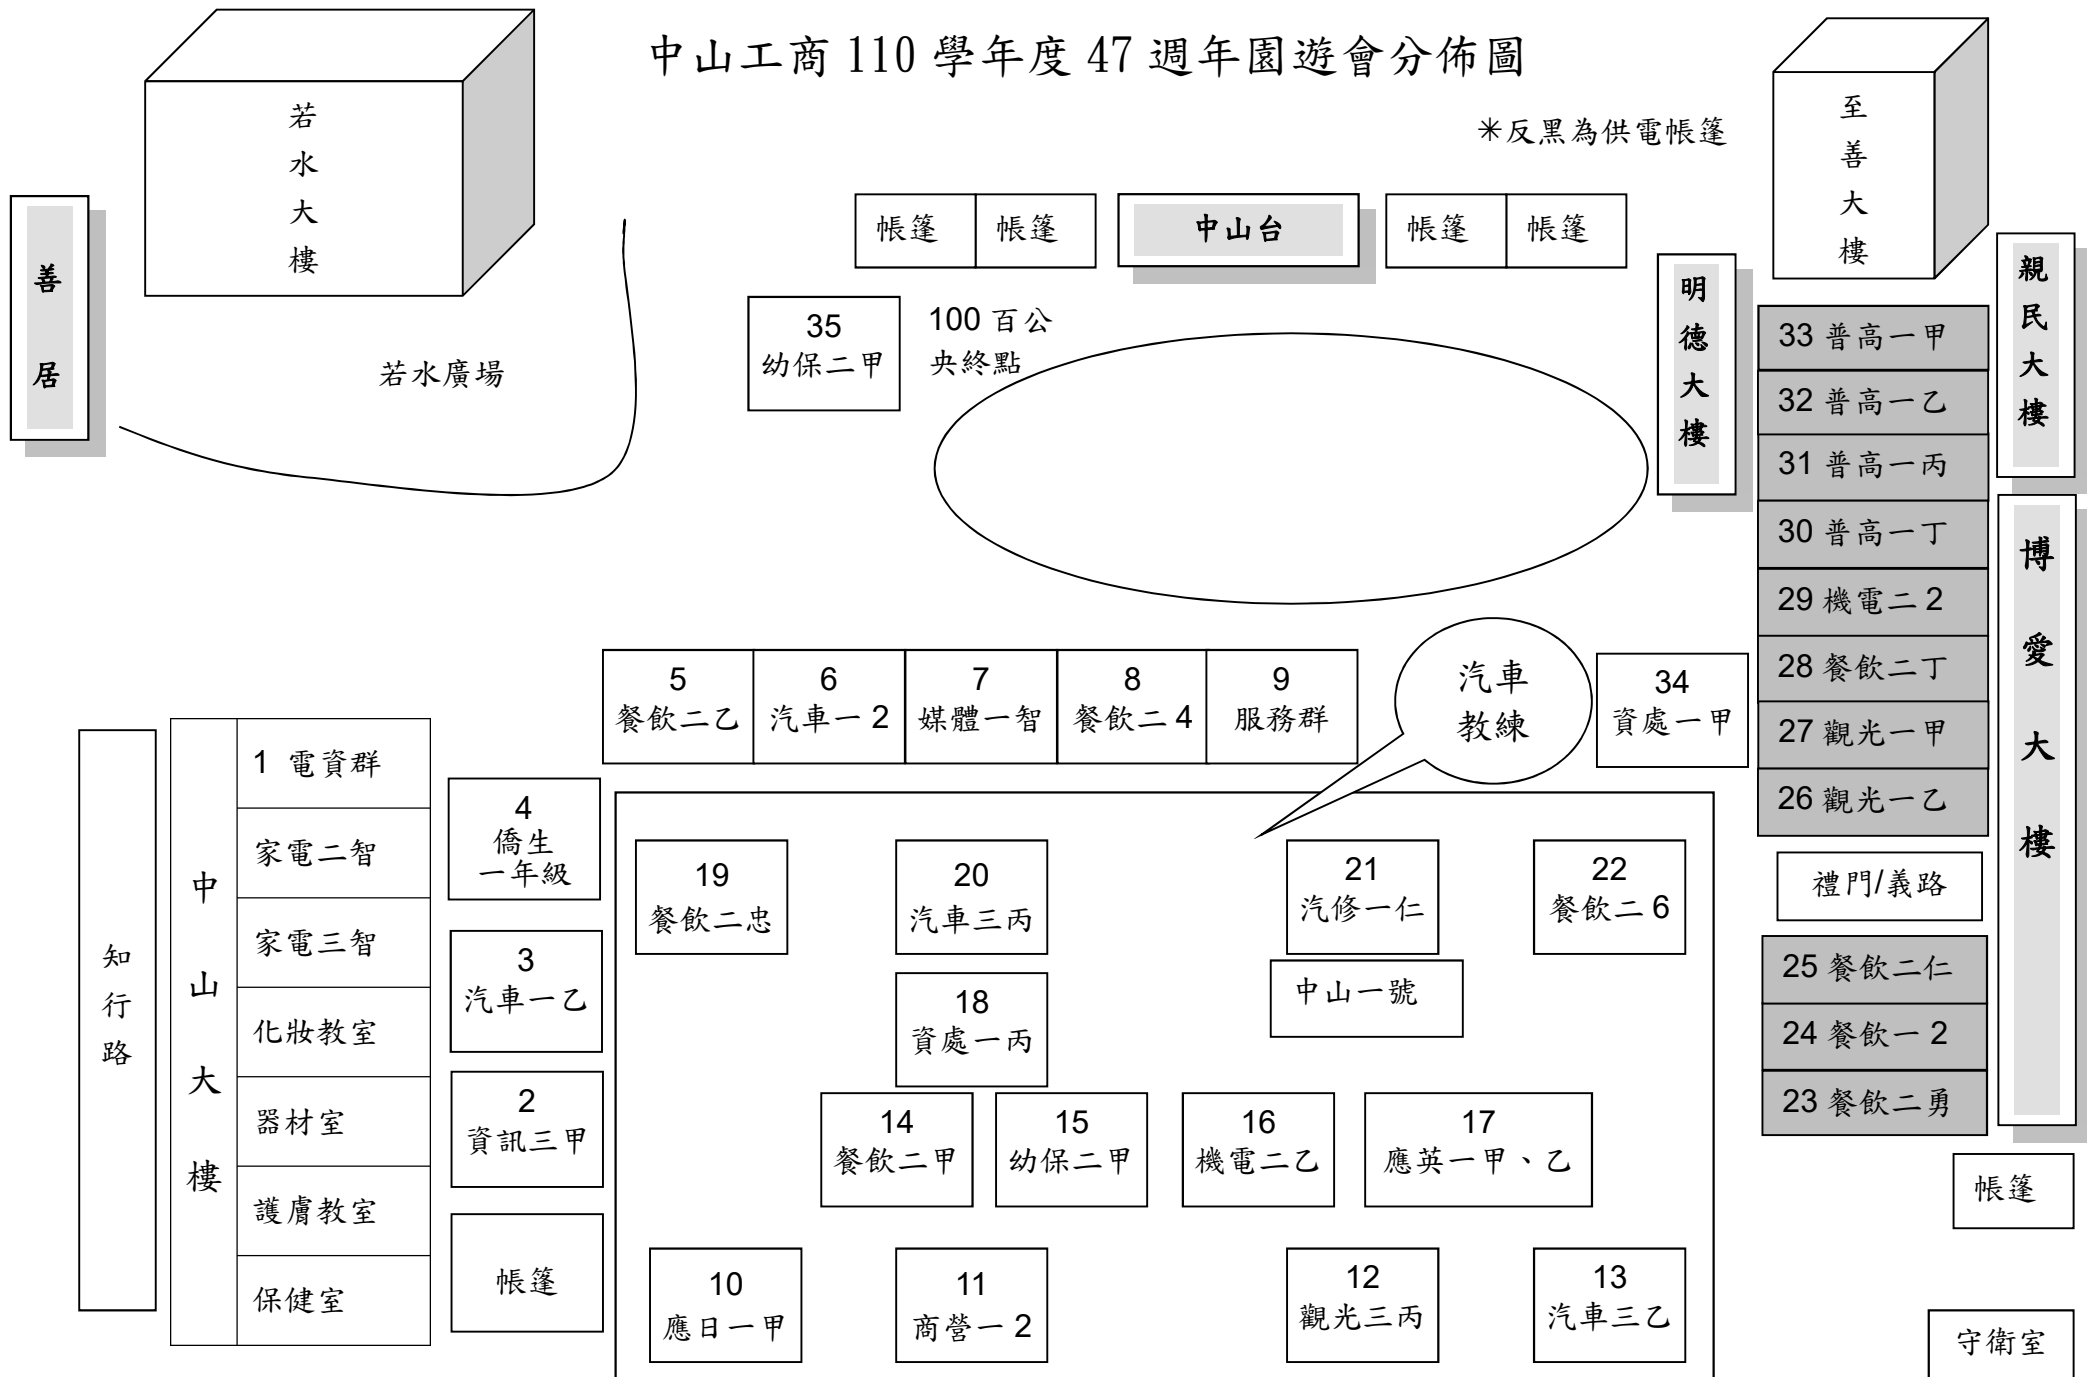 中山工商 110 學年度 47 週年園遊會分佈圖
＊反黑為供電帳篷
若水大樓
至善大樓
善居
帳篷
帳篷
中山台
帳篷
帳篷
明德大樓
親民大樓
35
幼保二甲
100 百公
央終點
若水廣場
33 普高一甲
32 普高一乙
31 普高一丙
30 普高一丁
29 機電二 2
28 餐飲二丁
27 觀光一甲
26 觀光一乙
博愛大樓
5
餐飲二乙
6
汽車一 2
7
媒體一智
8
餐飲二 4
9
服務群
汽車
教練
34
資處一甲
知行路
中山大樓
1 電資群
家電二智
家電三智
化妝教室
器材室
護膚教室
保健室
4
僑生
一年級
3
汽車一乙
2
資訊三甲
帳篷
19
餐飲二忠
20
汽車三丙
21
汽修一仁
22
餐飲二 6
禮門/義路
18
資處一丙
中山一號
25 餐飲二仁
24 餐飲一 2
23 餐飲二勇
14
餐飲二甲
15
幼保二甲
16
機電二乙
17
應英一甲、乙
帳篷
10
應日一甲
11
商營一 2
12
觀光三丙
13
汽車三乙
守衛室